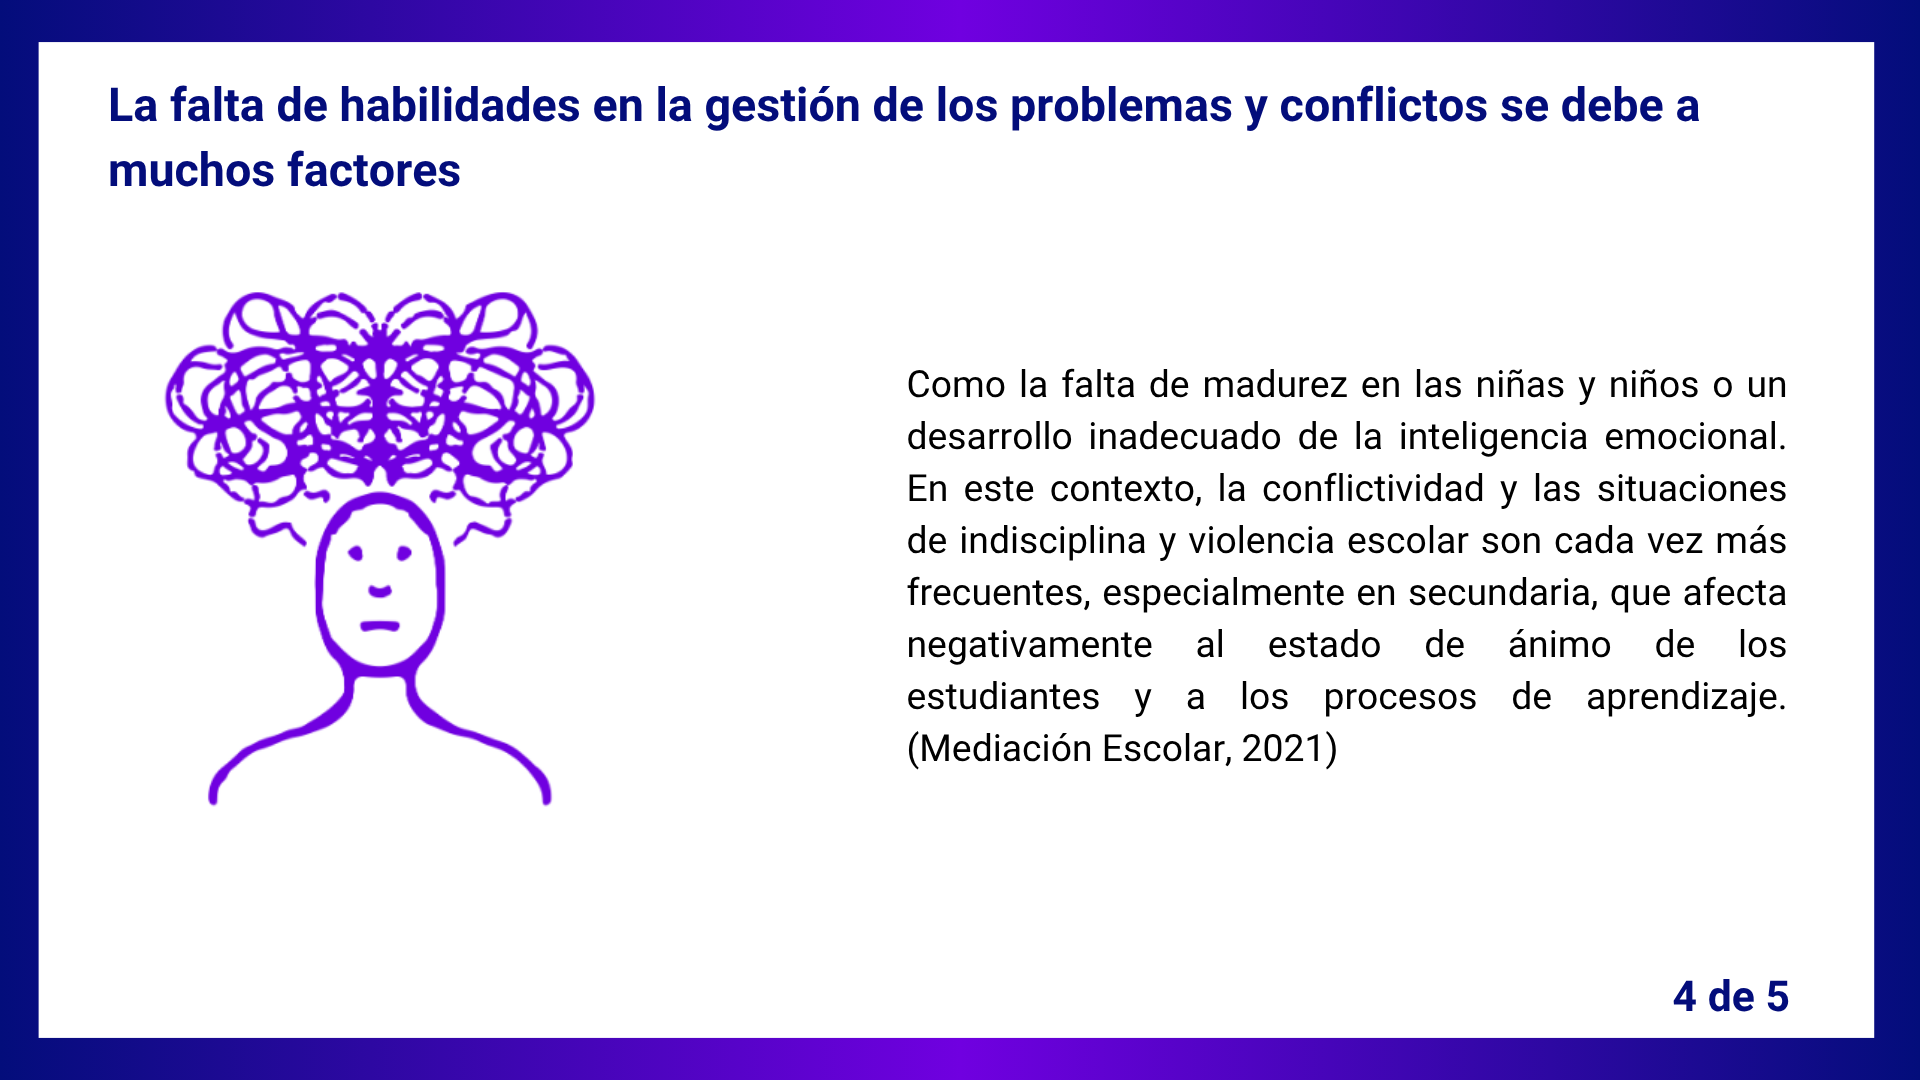 La falta de habilidades en la gestión de los problemas y conflictos se debe a
muchos factores
Como la falta de madurez en las niñas y niños o un
desarrollo inadecuado de la inteligencia emocional.
En este contexto, la conflictividad y las situaciones
de indisciplina y violencia escolar son cada vez más
frecuentes, especialmente en secundaria, que afecta
negativamente al estado de ánimo de los
estudiantes y a los procesos de aprendizaje.
(Mediación Escolar, 2021)
4 de 5